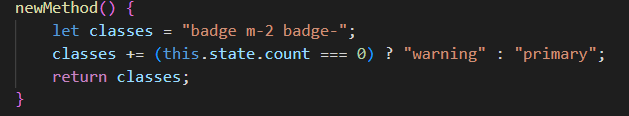 newMethod() {
let classes = "badge m-2 badge-";
classes += (this.state.count === 0) ? "warning" : "primary";
return classes;
}